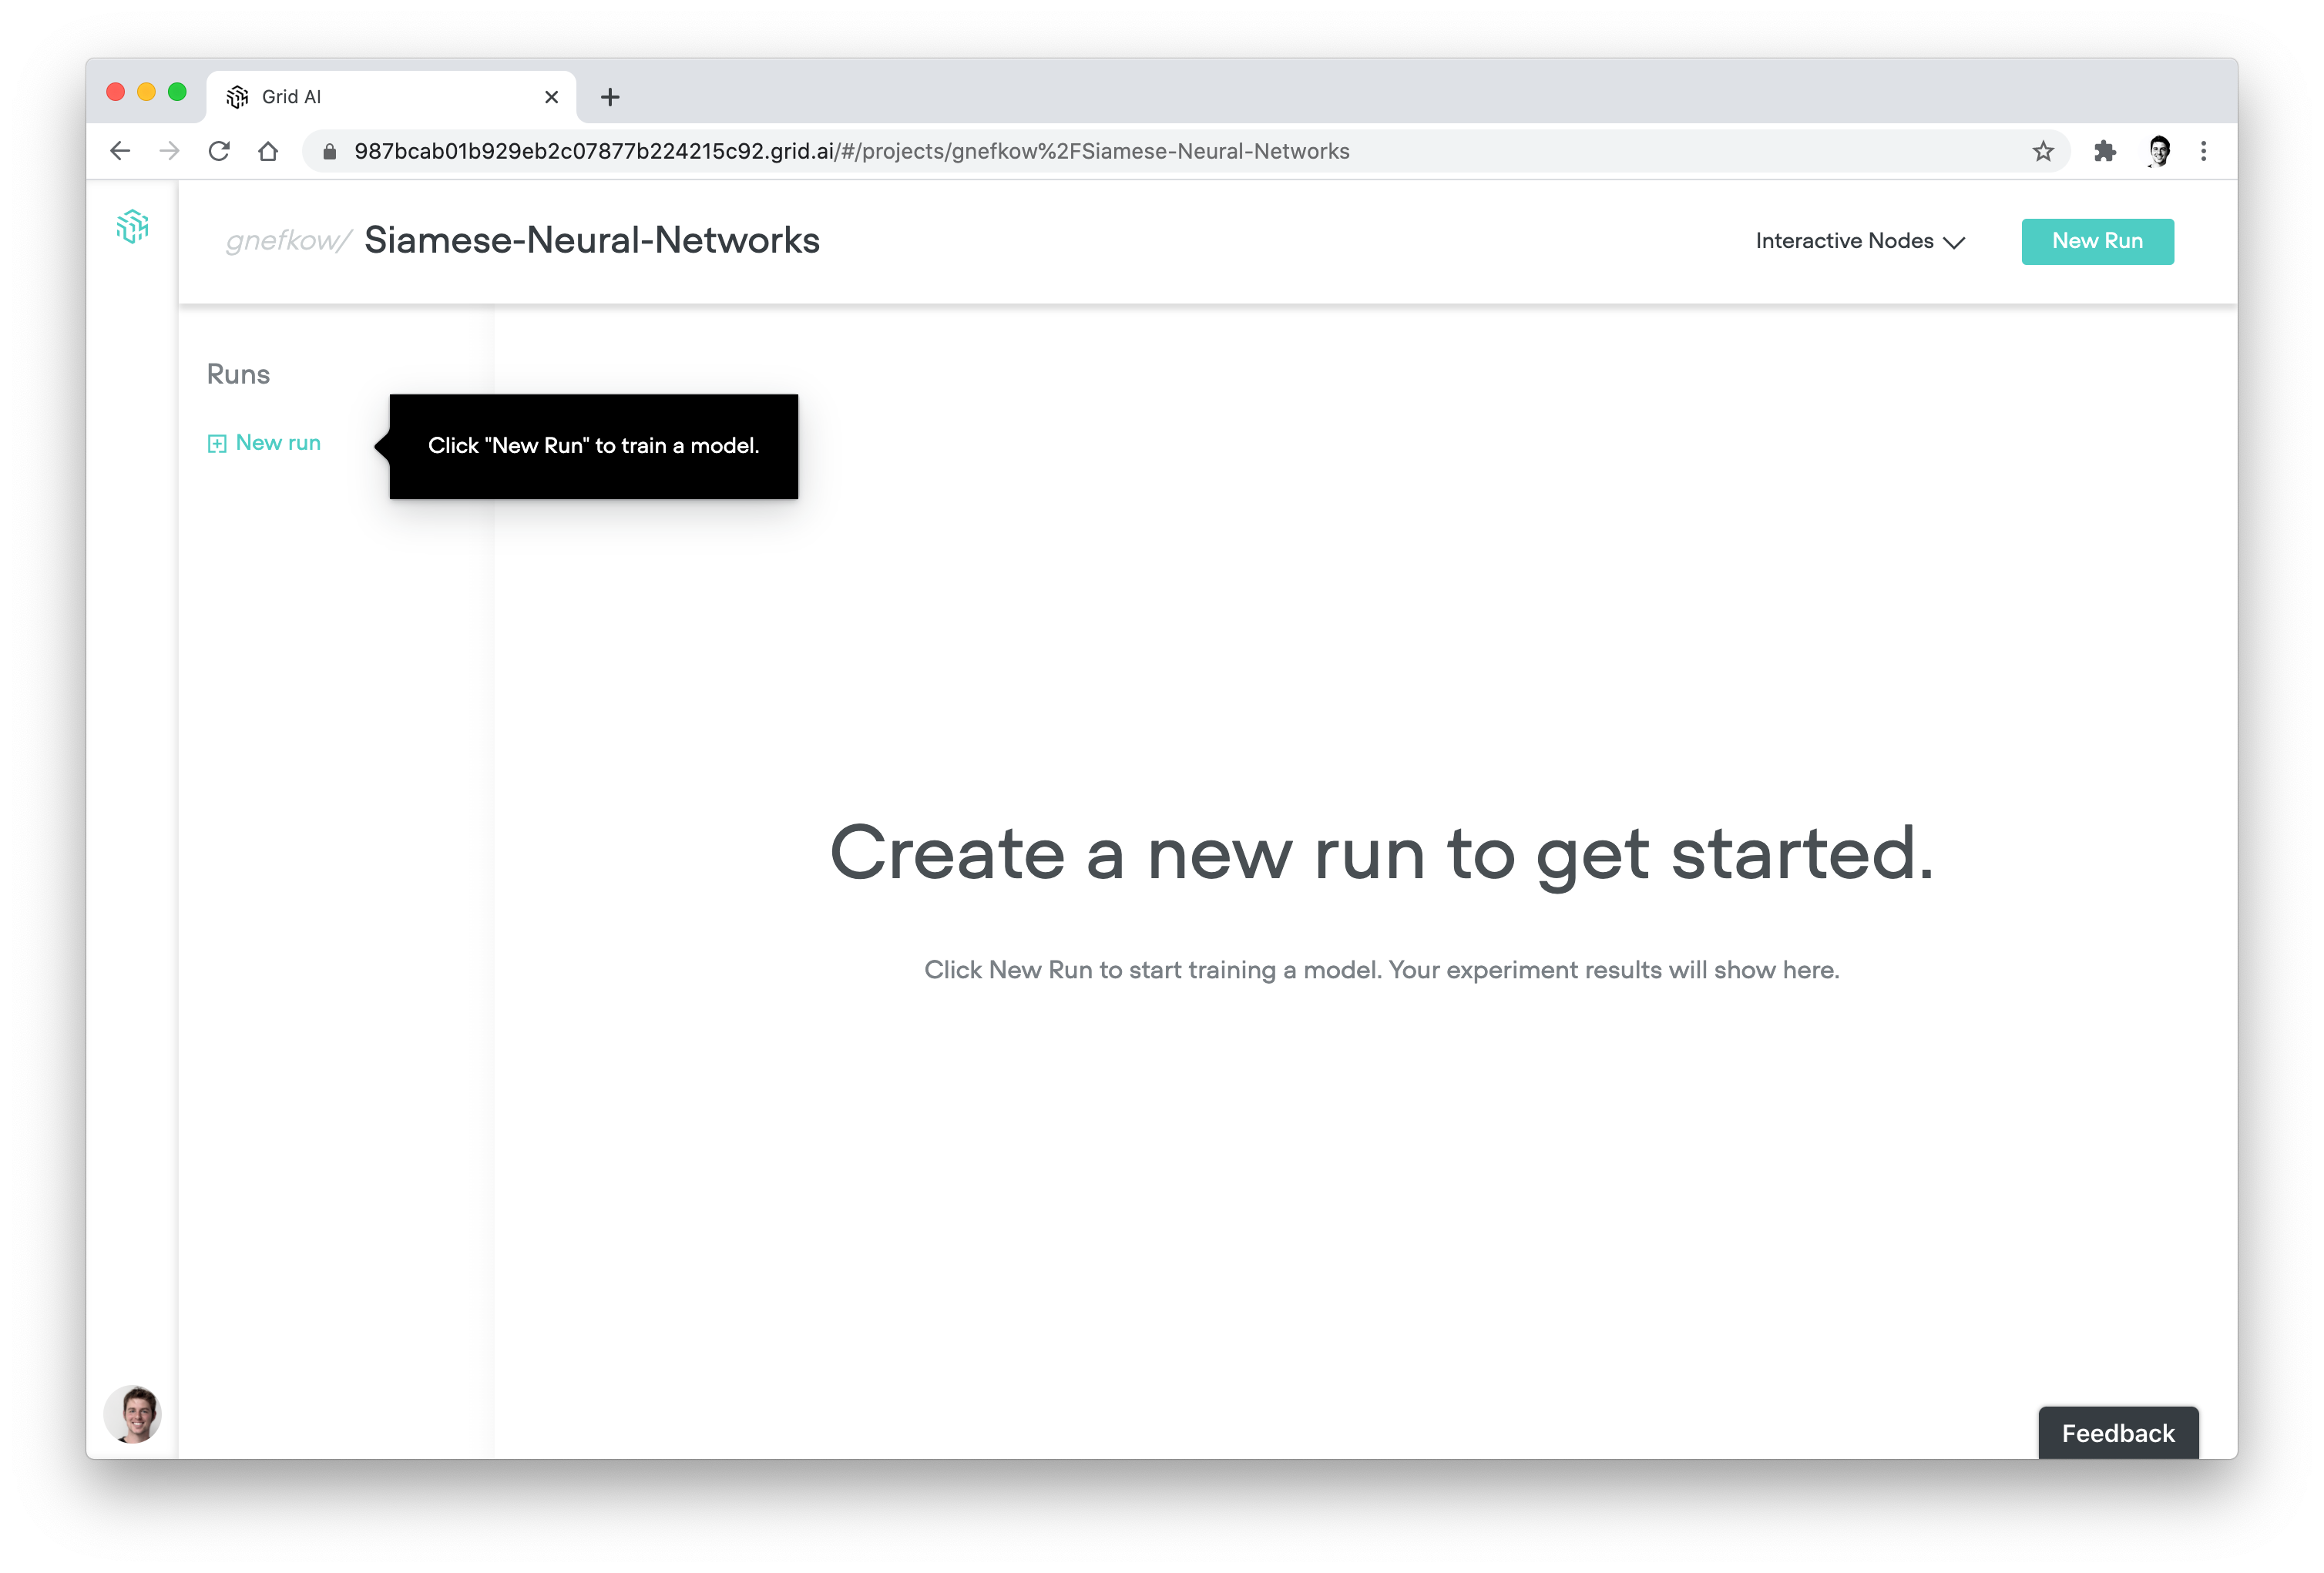 Grid AI
987bcab01b929eb2c07877b224215c92.grid.ai/#/projects/gnefkow%2FSiamese-Neural-Networks
gnefkow/ Siamese-Neural-Networks
Interactive Nodes
New Run
Runs
New run
Click "New Run" to train a model.
Create a new run to get started.
Click New Run to start training a model. Your experiment results will show here.
Feedback